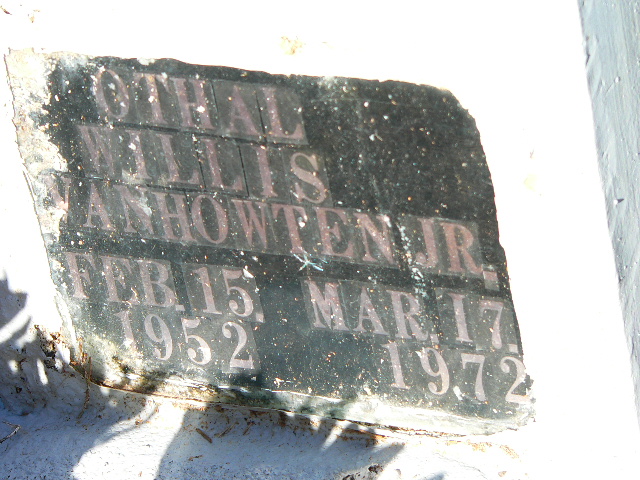 OTHAL
WILLIS
VANHOWTEN JR.
FEB. 15. MAR. 17.
1952 1972